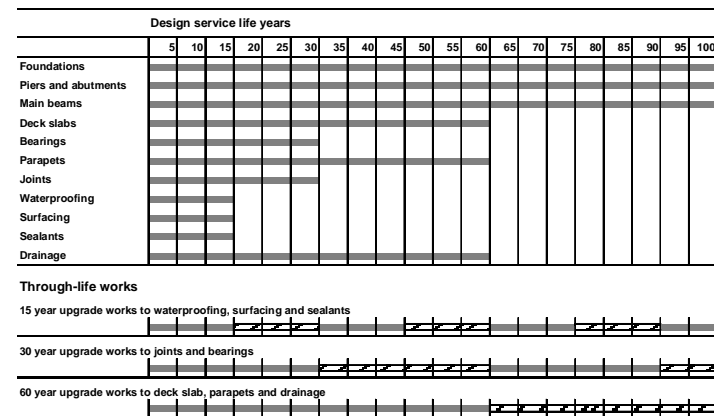 Design service life years
5 10 15 20 25 30 35 40 45 50 55 60 65 70 75 80 85 90 95 100
Foundations
Piers and abutments
Main beams
Deck slabs
Bearings
Parapets
Joints
Waterproofing
Surfacing
Sealants
Drainage
Through-life works
15 year upgrade works to waterproofing, surfacing and sealants
30 year upgrade works to joints and bearings
60 year upgrade works to deck slab, parapets and drainage